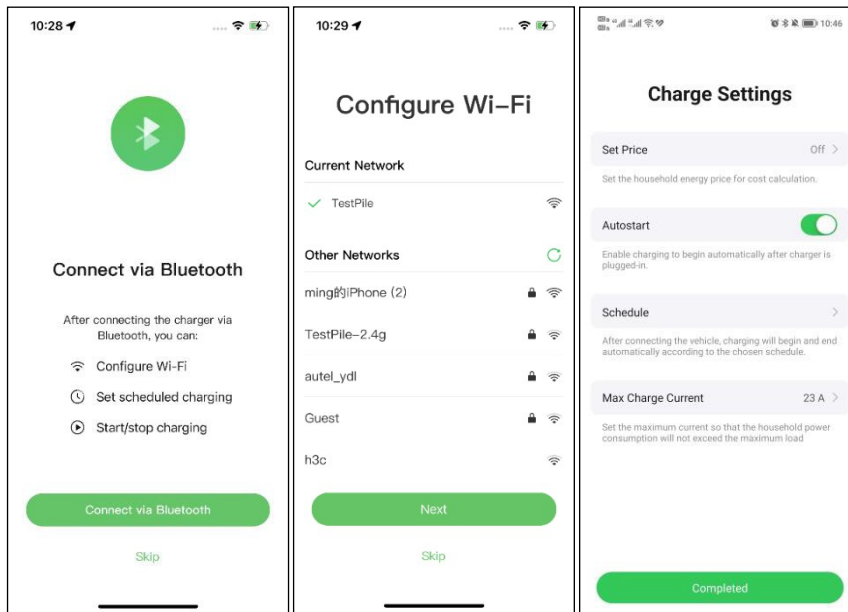 10:28
Connect via Bluetooth
After connecting the charger via
Bluetooth, you can:
Configure Wi-Fi
Set scheduled charging
Start/stop charging
Connect via Bluetooth
Skip
10:29
Configure Wi-Fi
Current Network
TestPile
Other Networks
ming的iPhone (2)
TestPile-2.4g
autel_ydl
Guest
h3c
Next
Skip
10:46
Charge Settings
Set Price Off
Set the household energy price for cost calculation.
Autostart
Enable charging to begin automatically after charger is
plugged-in.
Schedule
After connecting the vehicle, charging will begin and end
automatically according to the chosen schedule.
Max Charge Current 23 A
Set the maximum current so that the household power
consumption will not exceed the maximum load
Completed